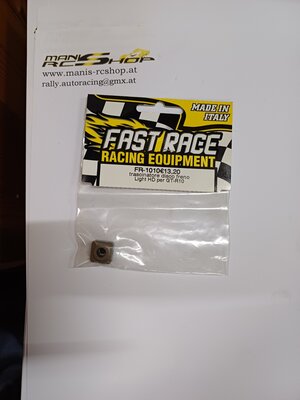 MANIS
RC SHOP
www.manis-rcshop.at
rally.autoracing@gmx.at
MADE IN
ITALY
FAST RACE
RACING EQUIPMENT
FR-1010€13.20
trascinatore disco freno
Light HD per GT-R10